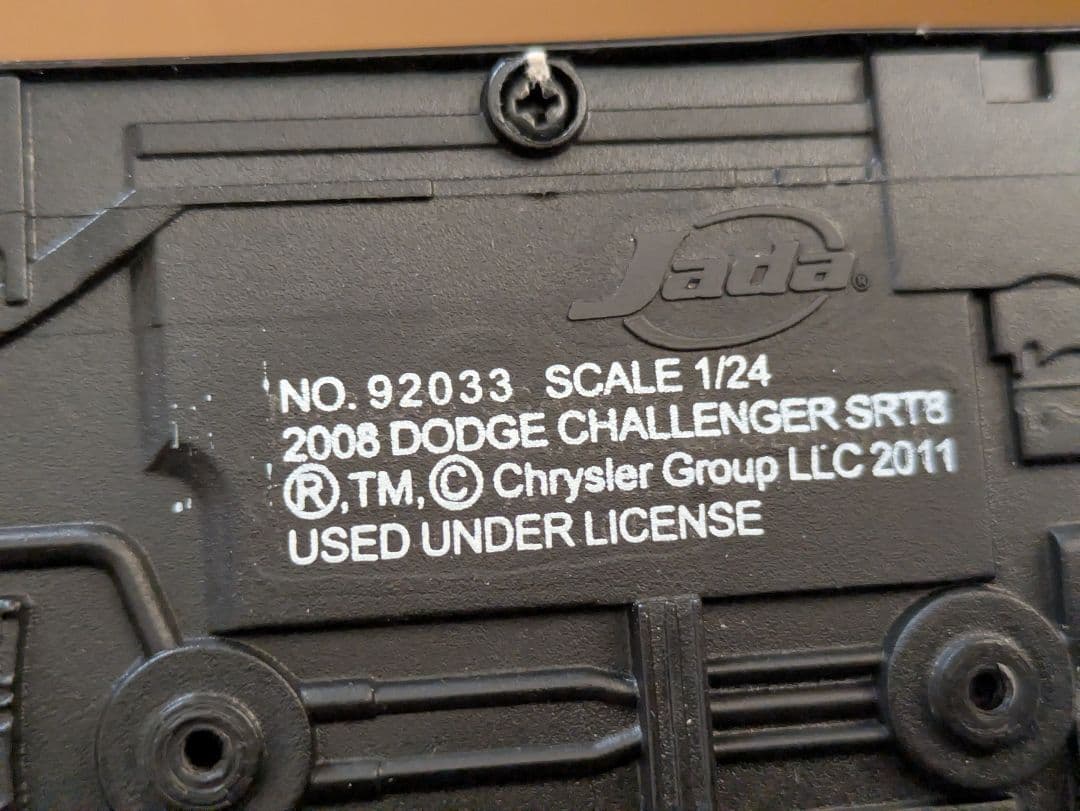 Jada®
NO. 92033 SCALE 1/24
2008 DODGE CHALLENGER SRT8
®,TM,© Chrysler Group LLC 2011
USED UNDER LICENSE